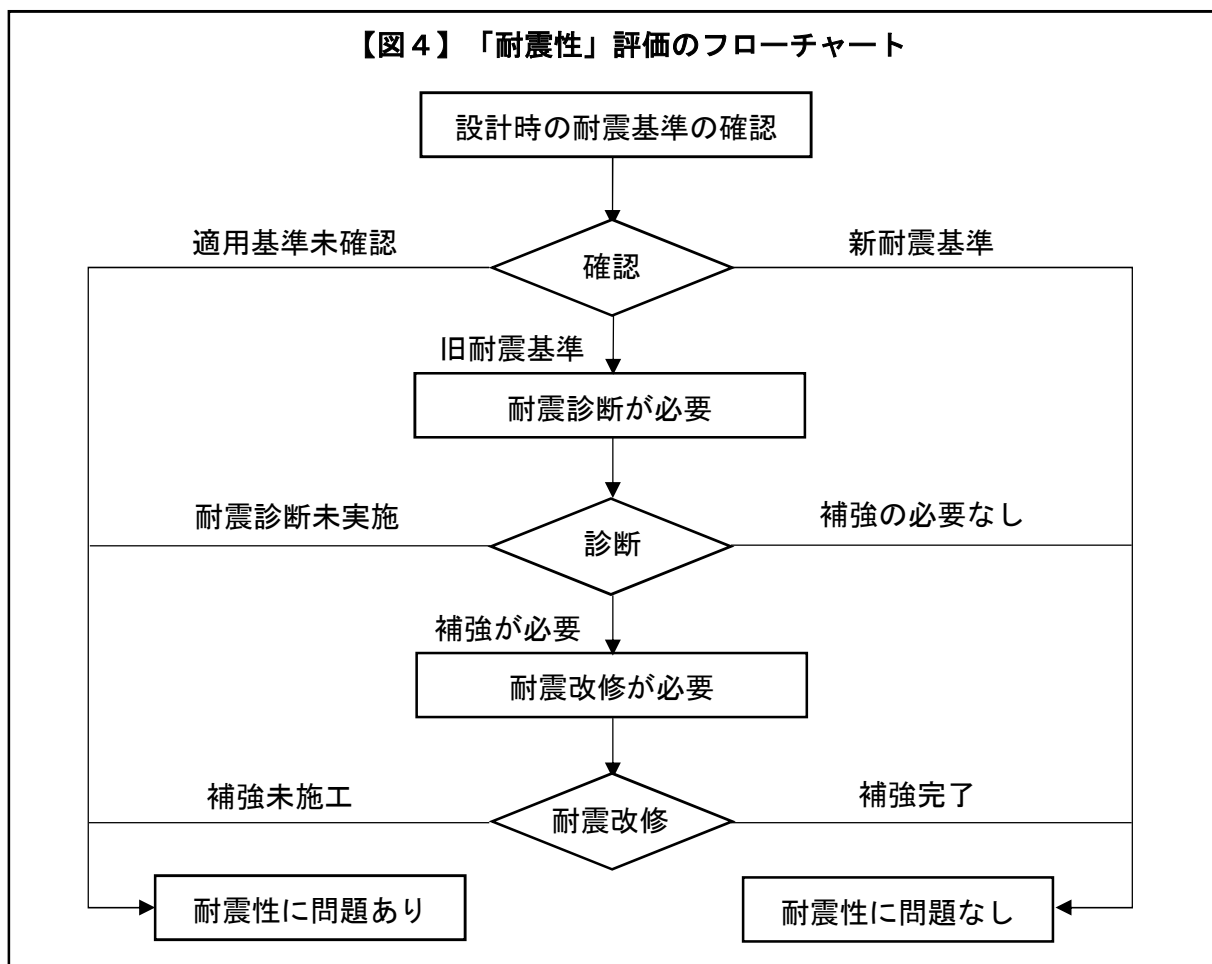 【図４】「耐震性」評価のフローチャート
設計時の耐震基準の確認
適用基準未確認
確認
新耐震基準
旧耐震基準
耐震診断が必要
耐震診断未実施
診断
補強の必要なし
補強が必要
耐震改修が必要
補強未施工
耐震改修
補強完了
耐震性に問題あり
耐震性に問題なし